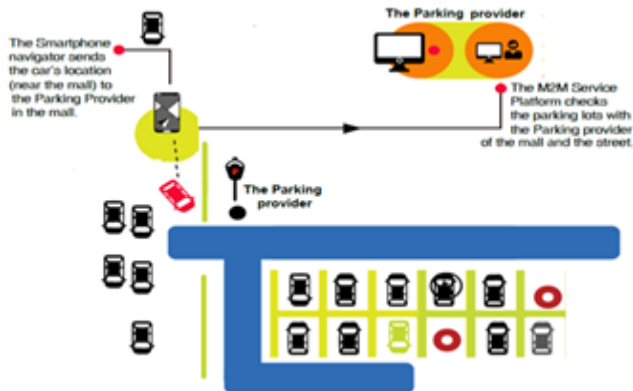 The Parking provider
The Smartphone
navigator sends
the car's location
(near the mall) to
the Parking Provider
in the mall.
The M2M Service
Platform checks
the parking lots with
the Parking provider
of the mall and the street.
The Parking
provider